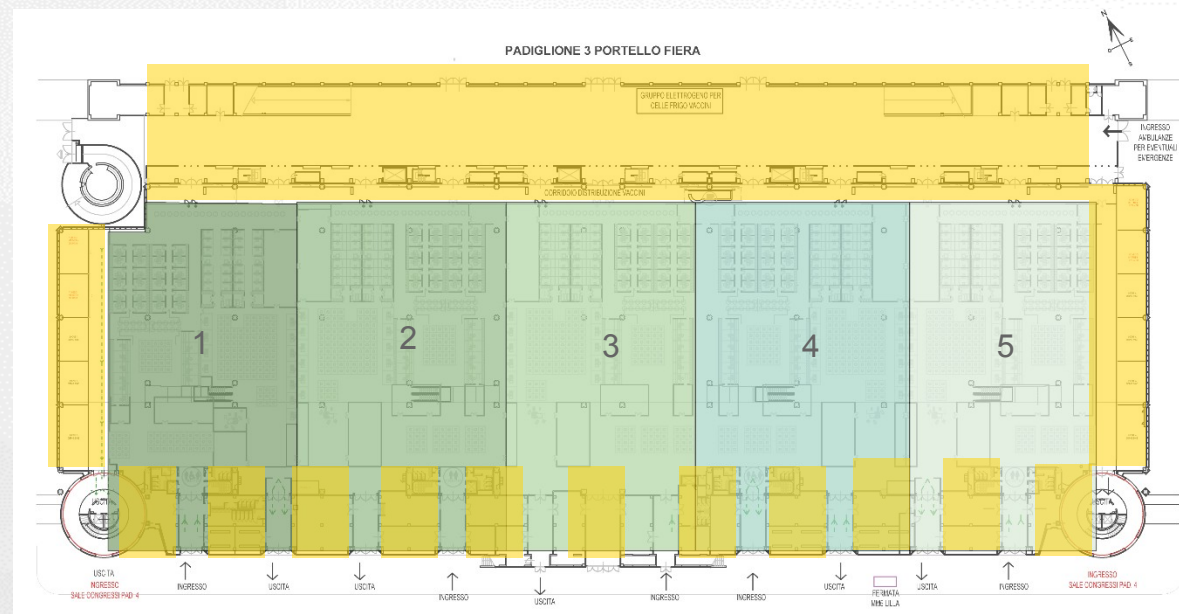 PADIGLIONE 3 PORTELLO FIERA
N
GRUPPO ELETTROGENO PER
CELLE FRIGO VACCINI
INGRESSO
AMBULANZE
PER EVENTUALI
EMERGENZE
CORRIDOIO DISTRIBUZIONE VACCINI
1
2
3
4
5
USCITA
USCITA
USCITA
INGRESSO
SALE CONGRESSI PAD. 4
INGRESSO
USCITA
USCITA
INGRESSO
USCITA
INGRESSO
INGRESSO
USCITA
FERMATA
MM5 LILLA
USCITA
INGRESSO
INGRESSO
SALE CONGRESSI PAD. 4